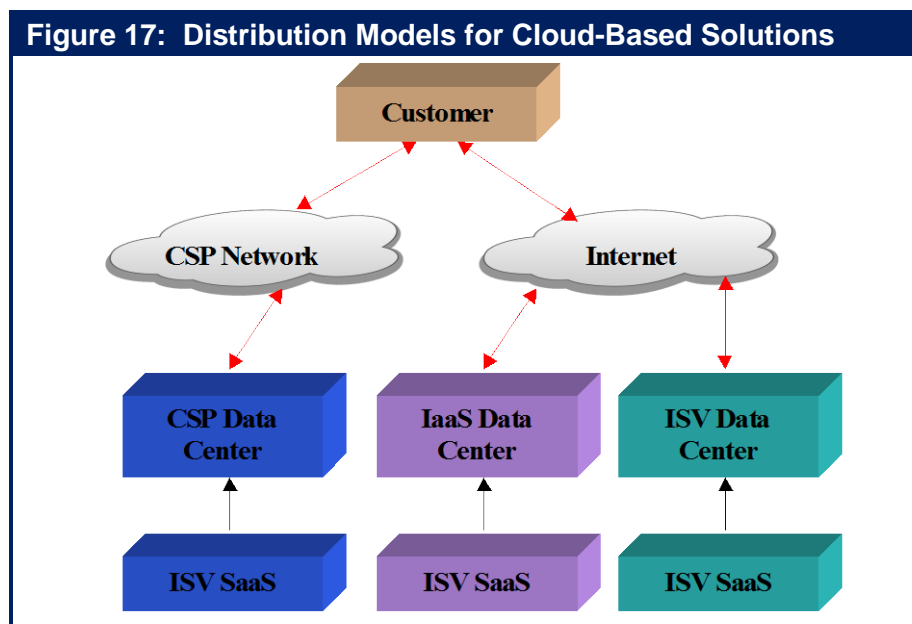 Figure 17:  Distribution Models for Cloud-Based Solutions
Customer
CSP Network
Internet
CSP Data
Center
IaaS Data
Center
ISV Data
Center
ISV SaaS
ISV SaaS
ISV SaaS